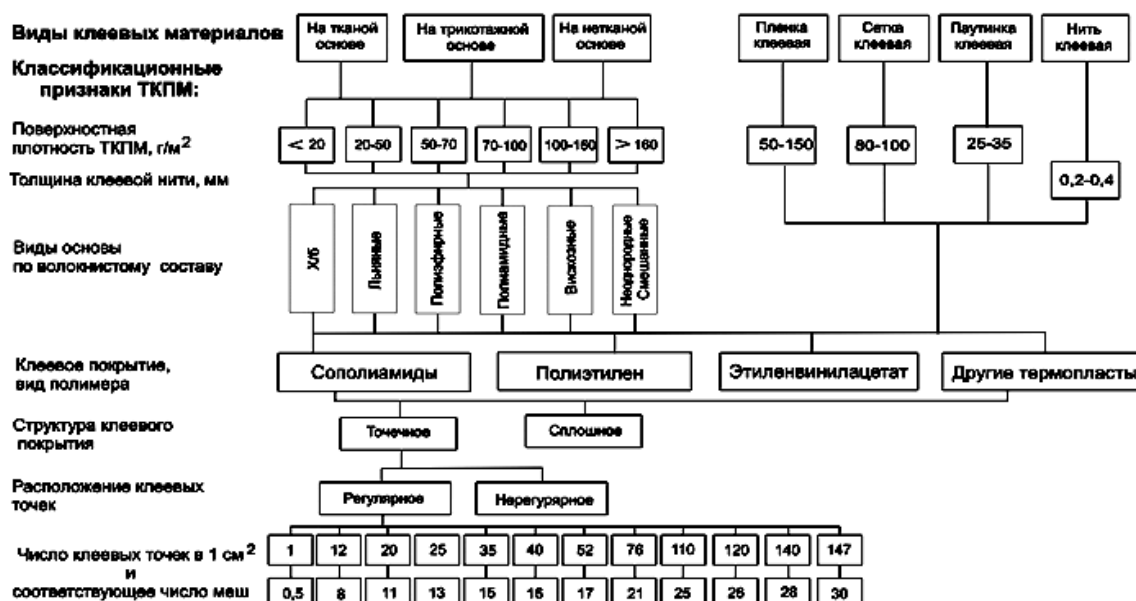 Виды клеевых материалов
На тканой основе
На трикотажной основе
На нетканой основе
Пленка клеевая
Сетка клеевая
Паутинка клеевая
Нить клеевая
Классификационные
признаки ТКПМ:
Поверхностная
плотность ТКПМ, г/м²
< 20
20-50
50-70
70-100
100-160
> 160
50-150
80-100
25-35
Толщина клеевой нити, мм
0,2-0,4
Виды основы
по волокнистому составу
Х/б
Льняные
Полиэфирные
Полиамидные
Вискозные
Неоднородные
Смешанные
Клеевое покрытие,
вид полимера
Сополиамиды
Полиэтилен
Этиленвинилацетат
Другие термопласты
Структура клеевого
покрытия
Точечное
Сплошное
Расположение клеевых
точек
Регулярное
Нерегурярное
Число клеевых точек в 1 см²
1 12 20 25 35 40 52 76 110 120 140 147
и
соответствующее число меш
0,5 8 11 13 15 16 17 21 25 26 28 30